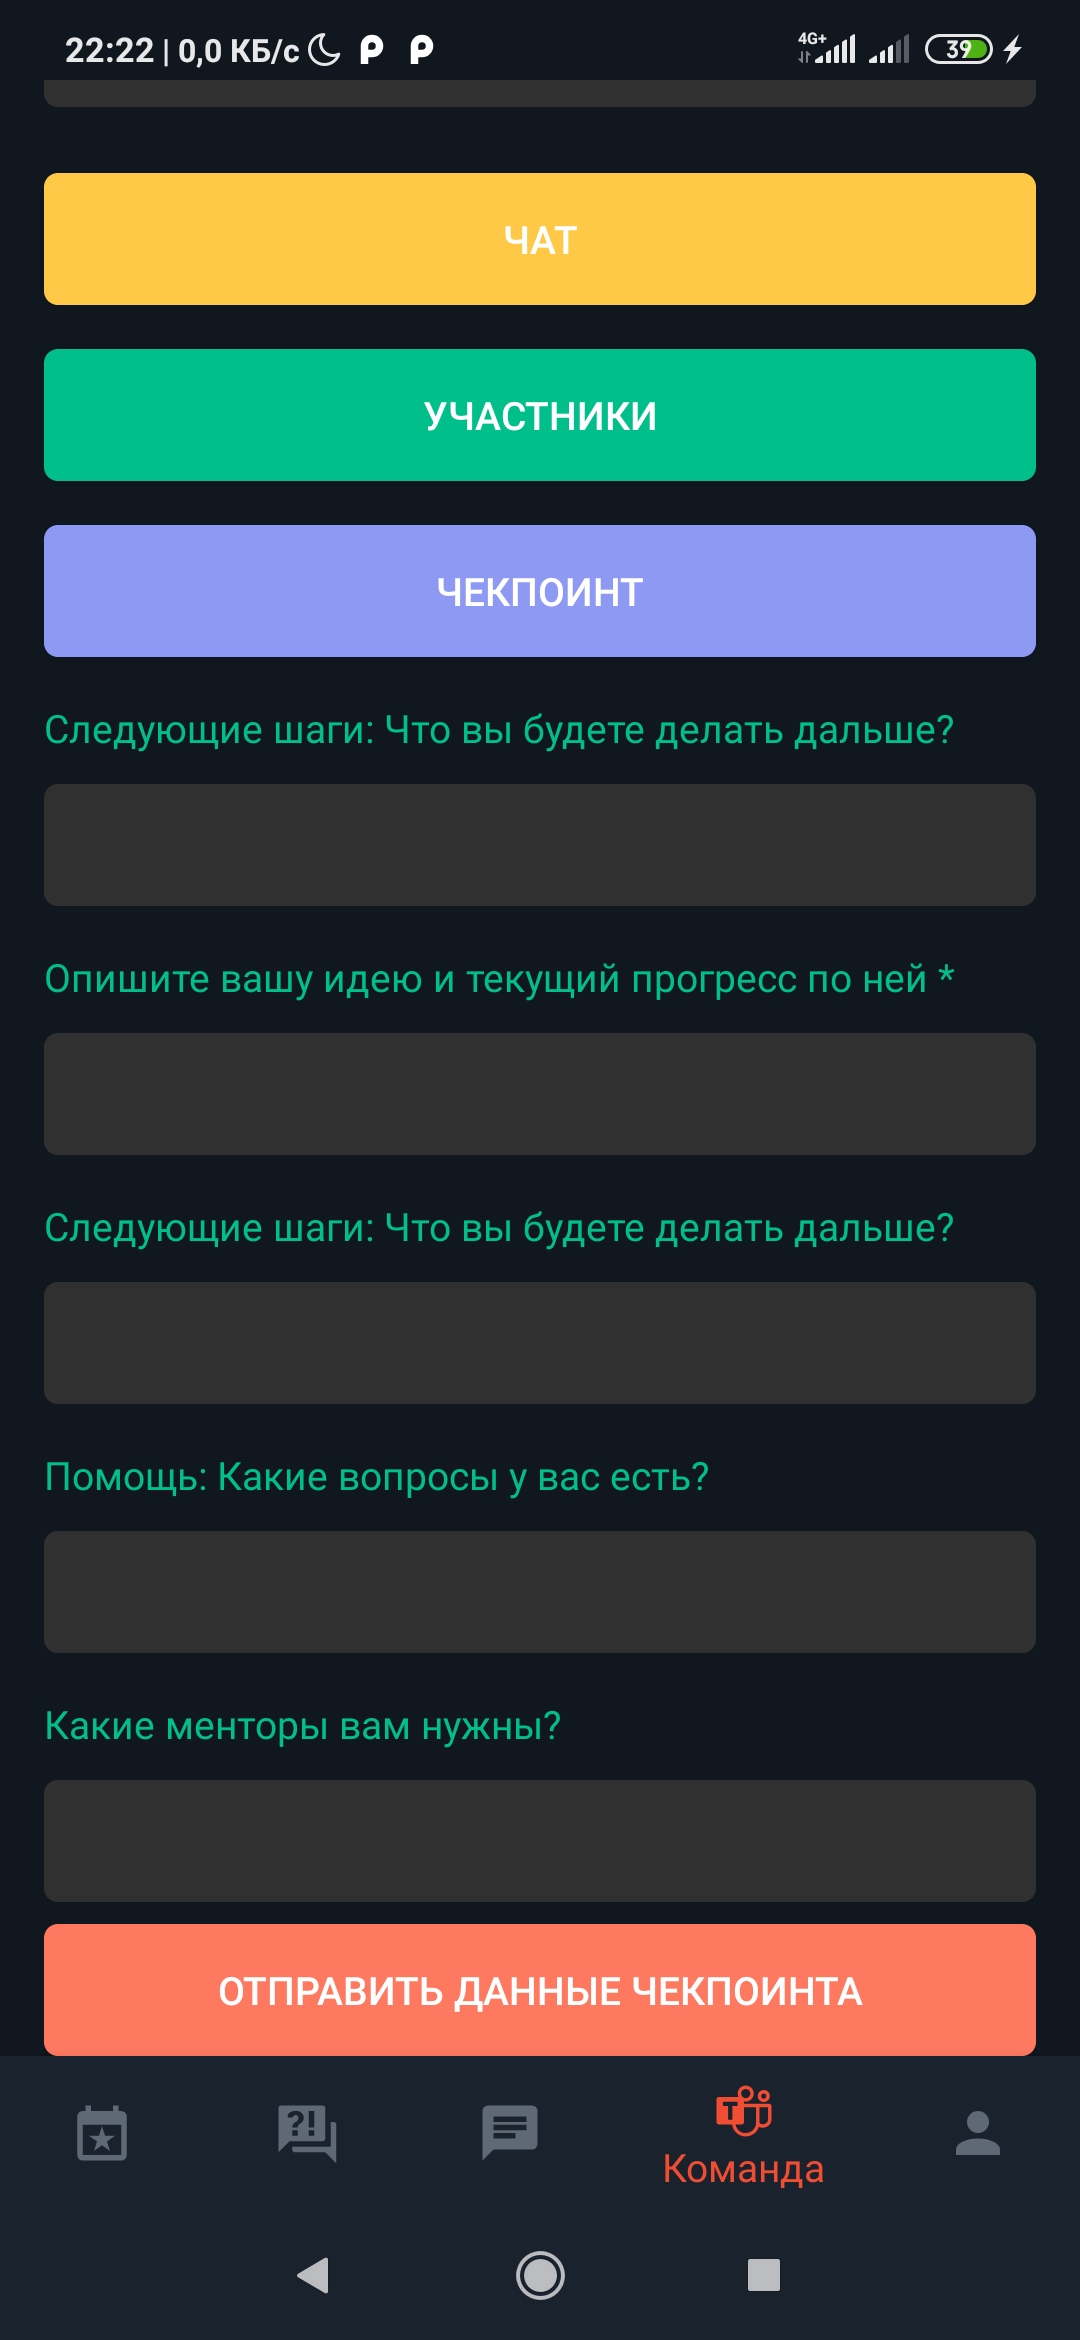 22:22 | 0,0 КБ/с 4G+ 39
ЧАТ
УЧАСТНИКИ
ЧЕКПОИНТ
Следующие шаги: Что вы будете делать дальше?
Опишите вашу идею и текущий прогресс по ней *
Следующие шаги: Что вы будете делать дальше?
Помощь: Какие вопросы у вас есть?
Какие менторы вам нужны?
ОТПРАВИТЬ ДАННЫЕ ЧЕКПОИНТА
?!
T
Команда